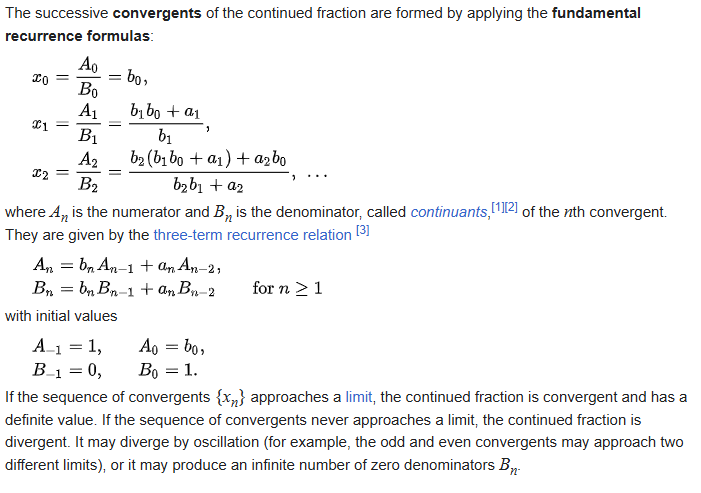 The successive convergents of the continued fraction are formed by applying the fundamental
recurrence formulas:
x₀ = A₀/B₀ = b₀,
x₁ = A₁/B₁ = (b₁b₀ + a₁)/b₁,
x₂ = A₂/B₂ = (b₂(b₁b₀ + a₁) + a₂b₀)/(b₂b₁ + a₂), ...
where Aₙ is the numerator and Bₙ is the denominator, called continuants,[1][2] of the nth convergent.
They are given by the three-term recurrence relation [3]
Aₙ = bₙAₙ₋₁ + aₙAₙ₋₂,
Bₙ = bₙBₙ₋₁ + aₙBₙ₋₂ for n ≥ 1
with initial values
A₋₁ = 1, A₀ = b₀,
B₋₁ = 0, B₀ = 1.
If the sequence of convergents {xₙ} approaches a limit, the continued fraction is convergent and has a
definite value. If the sequence of convergents never approaches a limit, the continued fraction is
divergent. It may diverge by oscillation (for example, the odd and even convergents may approach two
different limits), or it may produce an infinite number of zero denominators Bₙ.